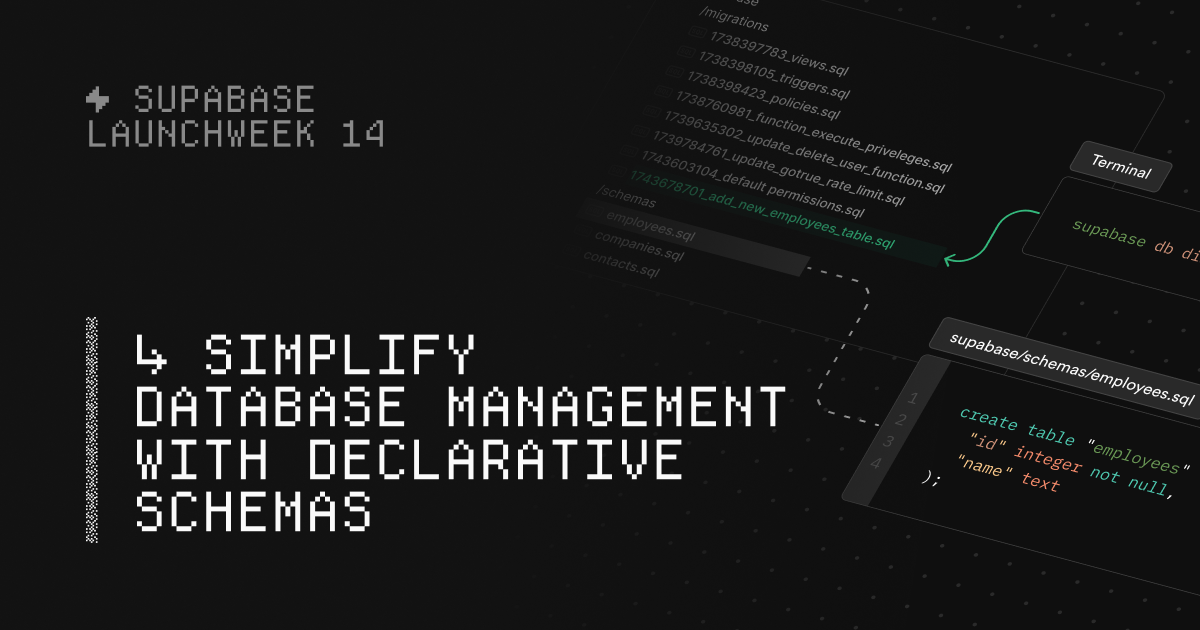 SUPABASE
LAUNCHWEEK 14
↳ SIMPLIFY
DATABASE MANAGEMENT
WITH DECLARATIVE
SCHEMAS
/migrations
1738397783_views.sql
1738398105_triggers.sql
1738398423_policies.sql
1738760981_function_execute_priveleges.sql
1739635302_update_delete_user_function.sql
1739784761_update_gotrue_rate_limit.sql
1743603104_default permissions.sql
1743678701_add_new_employees_table.sql
/schemas
employees.sql
companies.sql
contacts.sql
Terminal
supabase db di
supabase/schemas/employees.sql
1
2
3
4
create table "employees"
"id" integer not null,
"name" text
);